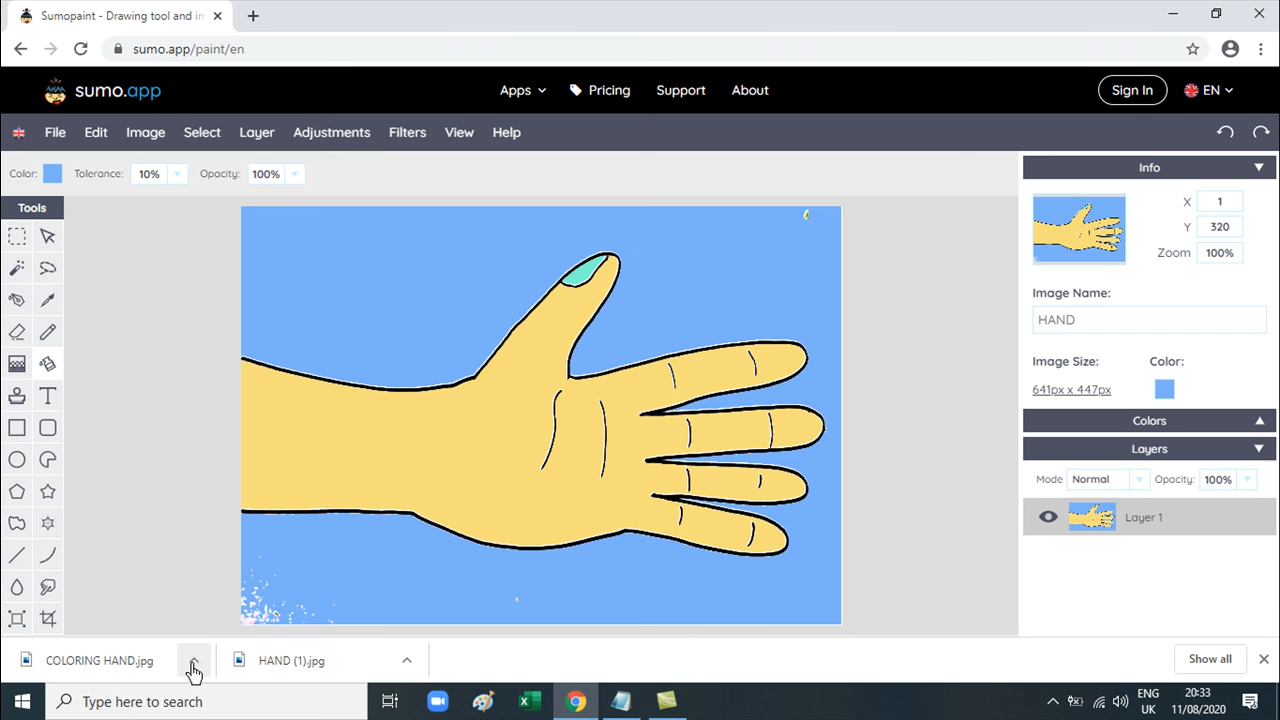 Sumopaint - Drawing tool and im
sumo.app/paint/en
sumo.app
Apps
Pricing
Support
About
Sign In
EN
File
Edit
Image
Select
Layer
Adjustments
Filters
View
Help
Color:
Tolerance: 10%
Opacity: 100%
Info
Tools
X 1
Y 320
Zoom 100%
Image Name:
HAND
Image Size:
Color:
641px x 447px
Colors
Layers
Mode Normal
Opacity: 100%
Layer 1
COLORING HAND.jpg
HAND (1).jpg
Show all
Type here to search
ENG
UK
20:33
11/08/2020